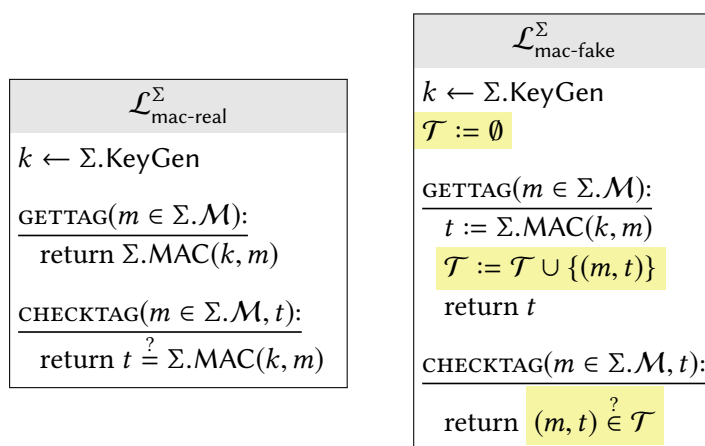 ℒ^Σ_mac-real
k ← Σ.KeyGen
GETTAG(m ∈ Σ.ℳ):
return Σ.MAC(k, m)
CHECKTAG(m ∈ Σ.ℳ, t):
return t ≟ Σ.MAC(k, m)
ℒ^Σ_mac-fake
k ← Σ.KeyGen
𝒯 := ∅
GETTAG(m ∈ Σ.ℳ):
t := Σ.MAC(k, m)
𝒯 := 𝒯 ∪ {(m, t)}
return t
CHECKTAG(m ∈ Σ.ℳ, t):
return (m, t) ∈? 𝒯